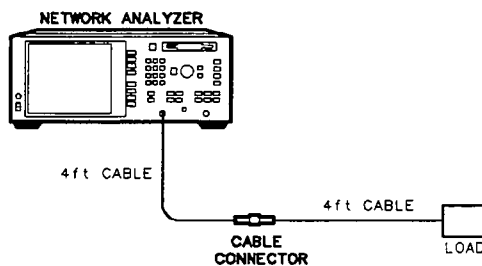 NETWORK ANALYZER
4ft CABLE
4ft CABLE
CABLE
CONNECTOR
LOAD